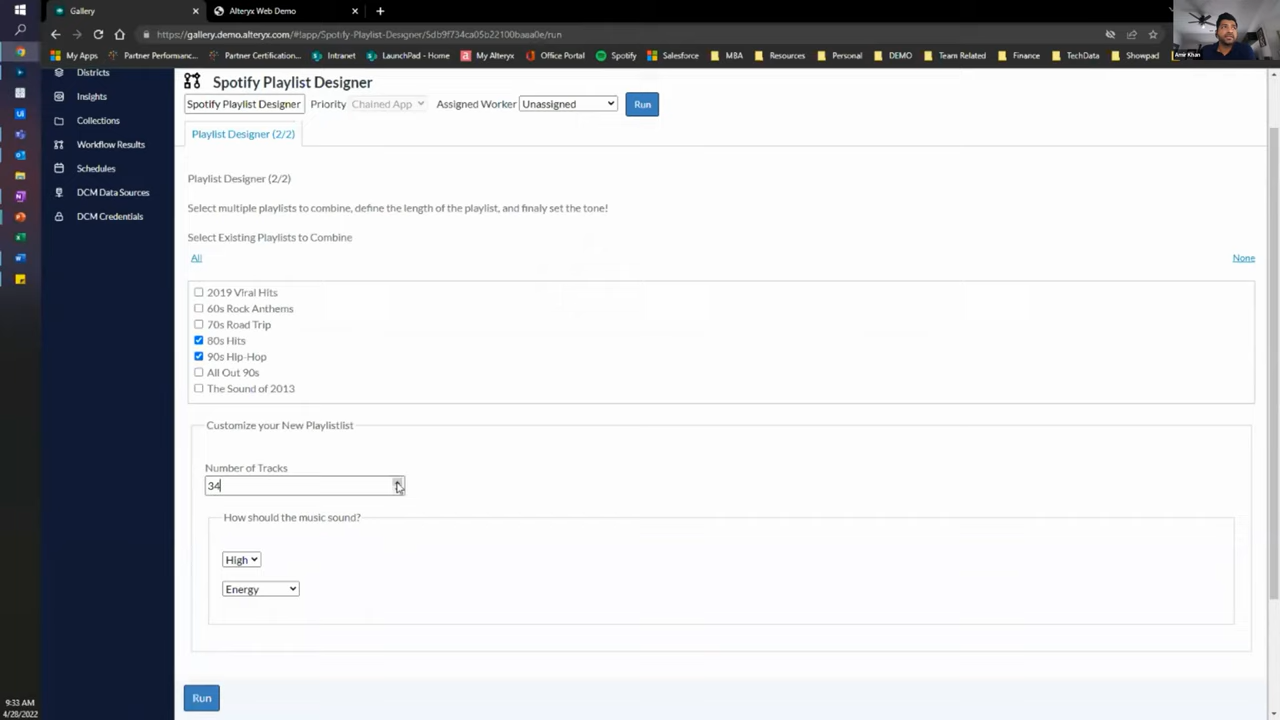 Gallery
Alteryx Web Demo
https://gallery.demo.alteryx.com/#!app/Spotify-Playlist-Designer/5db9f734ca05b22100baaa0e/run
My Apps
Partner Performanc...
Partner Certification...
Intranet
LaunchPad - Home
My Alteryx
Office Portal
Spotify
Salesforce
MBA
Resources
Personal
DEMO
Team Related
Finance
TechData
Showpad
Amir Khan
Districts
Insights
Collections
Workflow Results
Schedules
DCM Data Sources
DCM Credentials
Spotify Playlist Designer
Spotify Playlist Designer Priority Chained App Assigned Worker Unassigned Run
Playlist Designer (2/2)
Playlist Designer (2/2)
Select multiple playlists to combine, define the length of the playlist, and finaly set the tone!
Select Existing Playlists to Combine
All None
2019 Viral Hits
60s Rock Anthems
70s Road Trip
80s Hits
90s Hip-Hop
All Out 90s
The Sound of 2013
Customize your New Playlistlist
Number of Tracks
34
How should the music sound?
High
Energy
Run
9:33 AM
4/28/2022